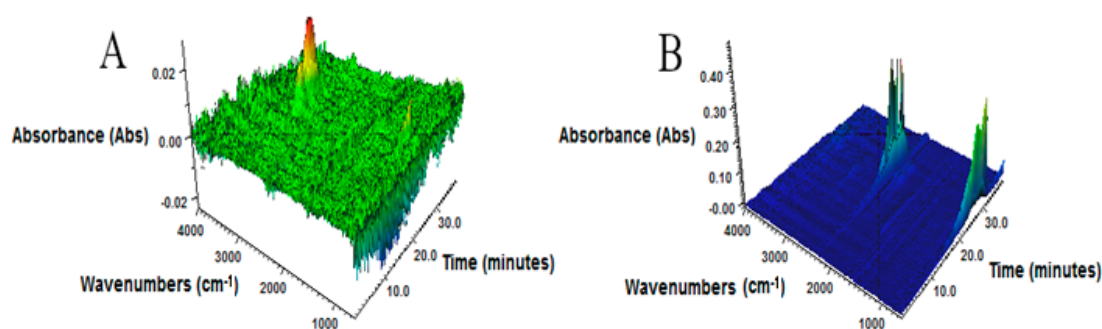 A
0.02
Absorbance (Abs)
0.00
-0.02
4000
3000
2000
1000
Wavenumbers (cm-1)
10.0
20.0
30.0
Time (minutes)
B
0.40
0.30
Absorbance (Abs)
0.20
0.10
-0.00
4000
3000
2000
1000
Wavenumbers (cm-1)
10.0
20.0
30.0
Time (minutes)